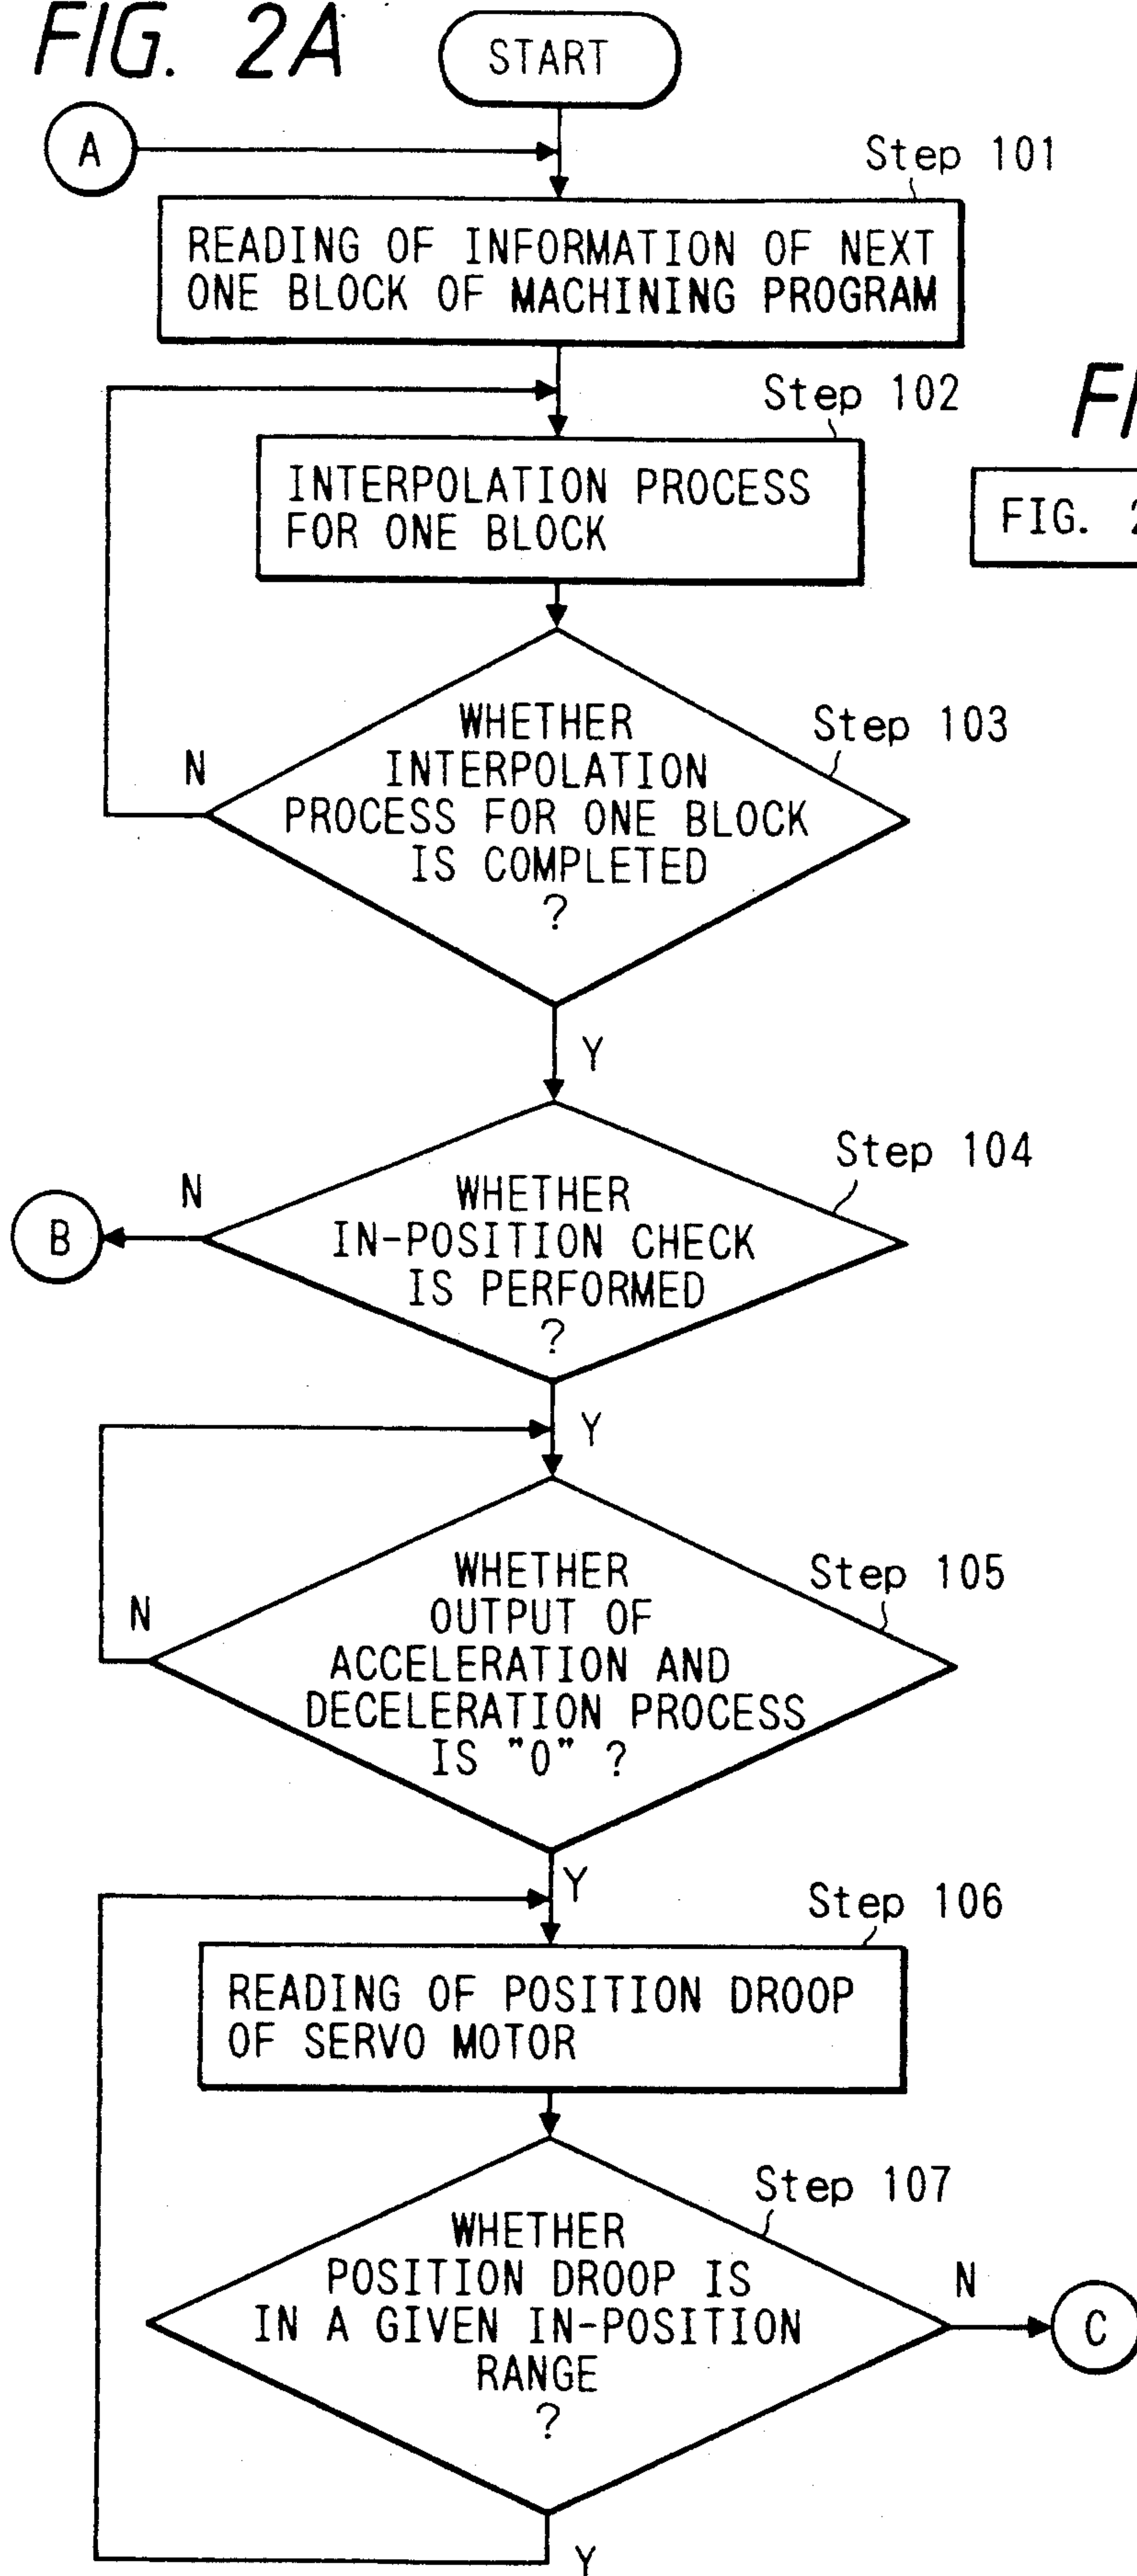 FIG. 2A
START
A
Step 101
READING OF INFORMATION OF NEXT
ONE BLOCK OF MACHINING PROGRAM
Step 102
INTERPOLATION PROCESS
FOR ONE BLOCK
FIG. 2
WHETHER
INTERPOLATION
PROCESS FOR ONE BLOCK
IS COMPLETED
?
Step 103
N
Y
Step 104
WHETHER
IN-POSITION CHECK
IS PERFORMED
?
N
B
Y
Step 105
WHETHER
OUTPUT OF
ACCELERATION AND
DECELERATION PROCESS
IS "0" ?
N
Y
Step 106
READING OF POSITION DROOP
OF SERVO MOTOR
Step 107
WHETHER
POSITION DROOP IS
IN A GIVEN IN-POSITION
RANGE
?
N
C
Y